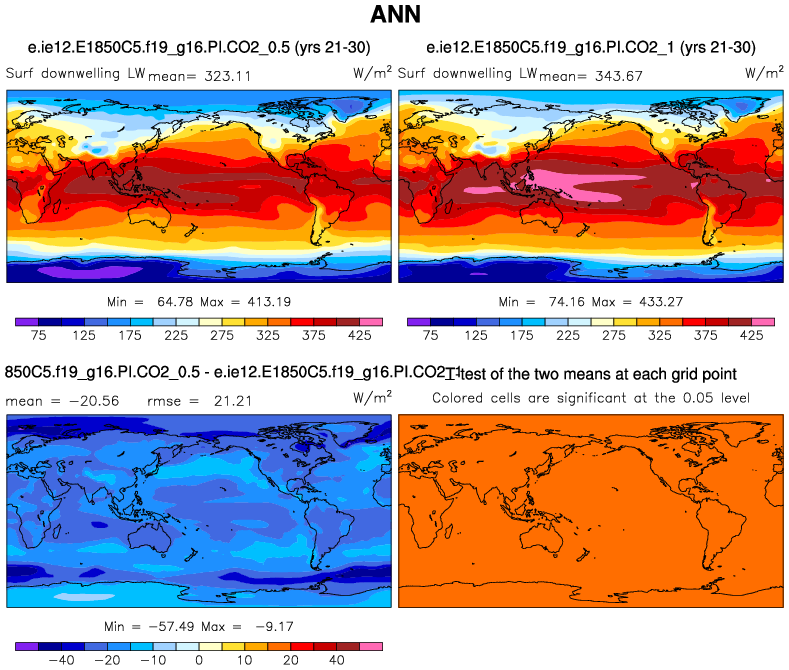 ANN
e.ie12.E1850C5.f19_g16.PI.CO2_0.5 (yrs 21-30)
Surf downwelling LW mean= 323.11 W/m²
e.ie12.E1850C5.f19_g16.PI.CO2_1 (yrs 21-30)
Surf downwelling LW mean= 343.67 W/m²
Min = 64.78 Max = 413.19
75 125 175 225 275 325 375 425
Min = 74.16 Max = 433.27
75 125 175 225 275 325 375 425
850C5.f19_g16.PI.CO2_0.5 - e.ie12.E1850C5.f19_g16.PI.CO2_1
mean = -20.56 rmse = 21.21 W/m²
T-test of the two means at each grid point
Colored cells are significant at the 0.05 level
Min = -57.49 Max = -9.17
-40 -20 -10 0 10 20 40